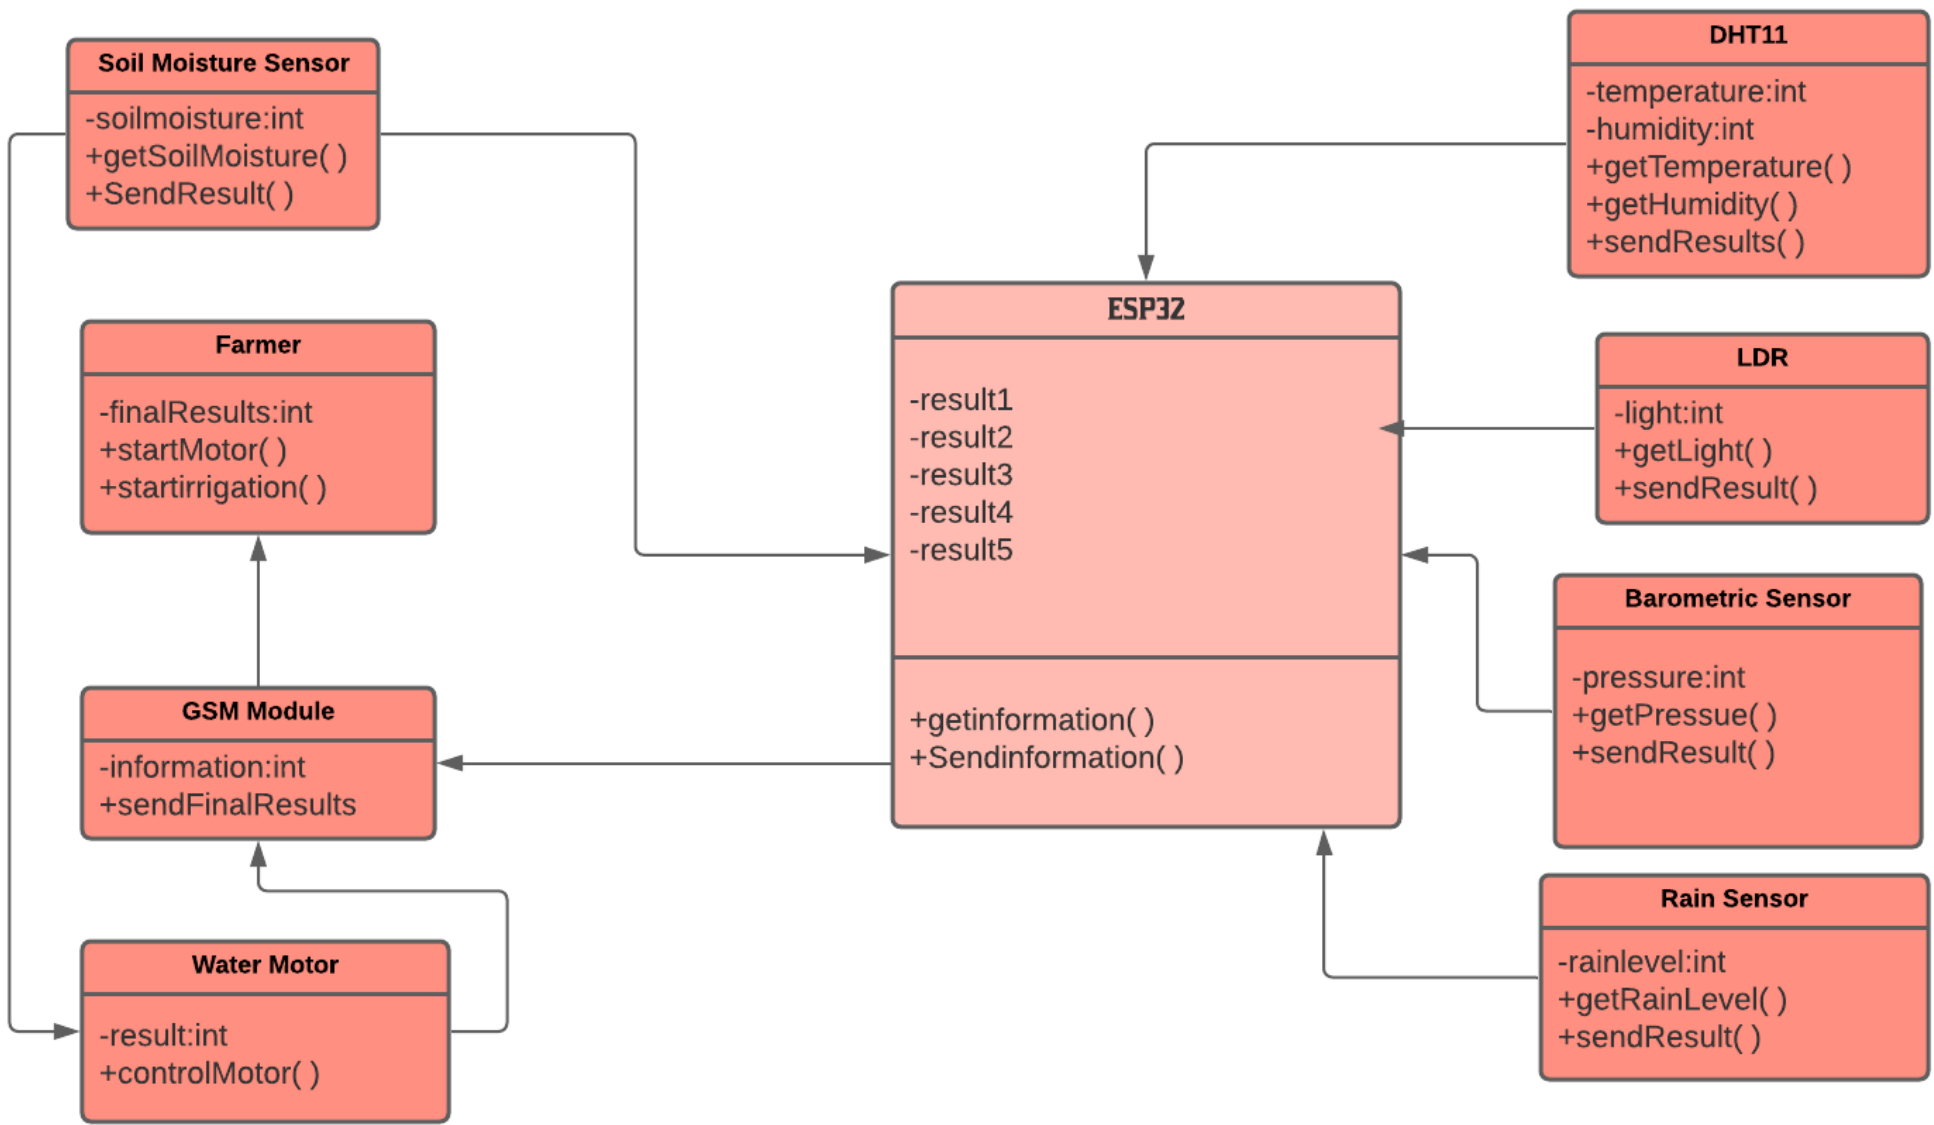 Soil Moisture Sensor
-soilmoisture:int
+getSoilMoisture( )
+SendResult( )
Farmer
-finalResults:int
+startMotor( )
+startirrigation( )
GSM Module
-information:int
+sendFinalResults
Water Motor
-result:int
+controlMotor( )
ESP32
-result1
-result2
-result3
-result4
-result5
+getinformation( )
+Sendinformation( )
DHT11
-temperature:int
-humidity:int
+getTemperature( )
+getHumidity( )
+sendResults( )
LDR
-light:int
+getLight( )
+sendResult( )
Barometric Sensor
-pressure:int
+getPressue( )
+sendResult( )
Rain Sensor
-rainlevel:int
+getRainLevel( )
+sendResult( )